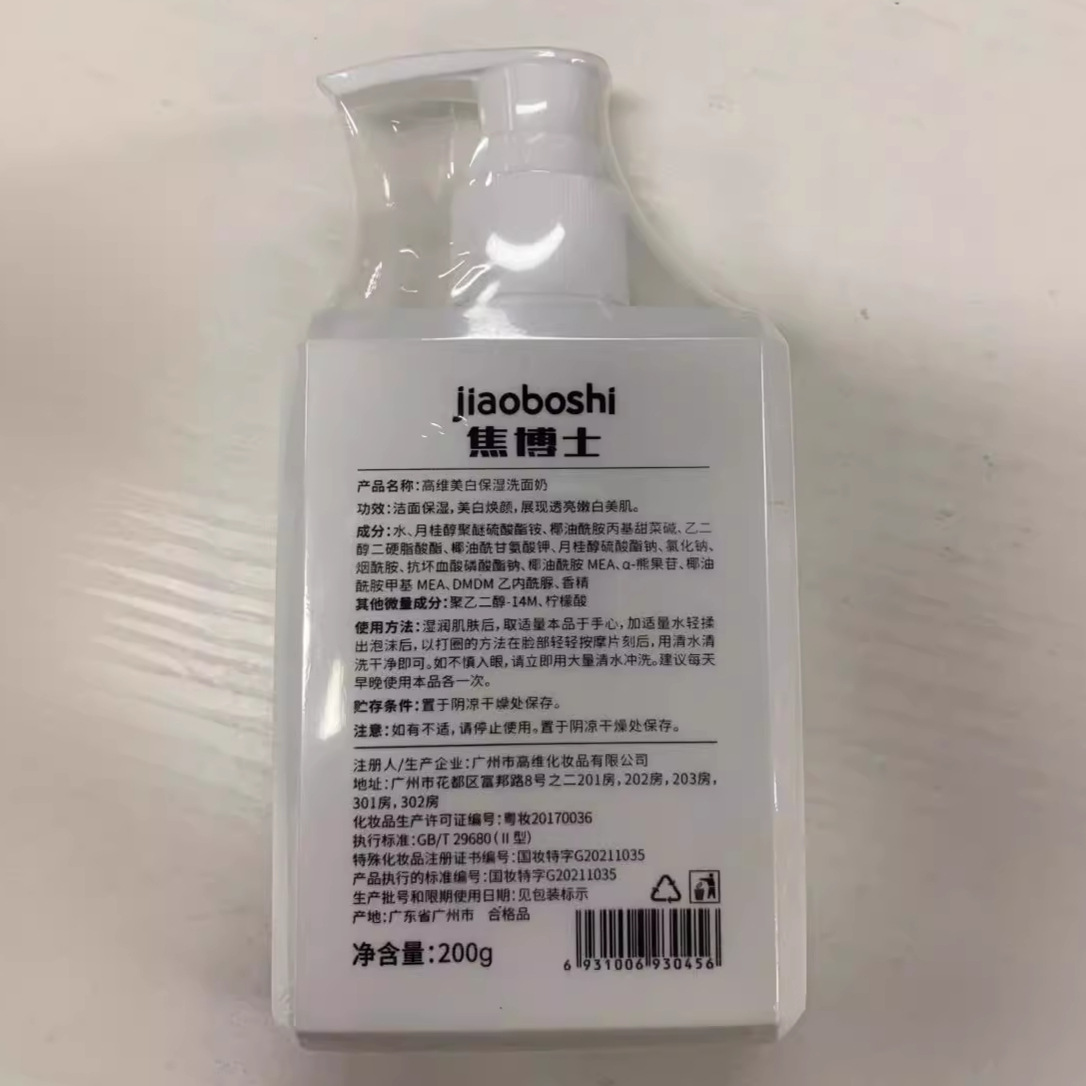 jiaoboshi
焦博士
产品名称:高维美白保湿洗面奶
功效:洁面保湿,美白焕颜,展现透亮嫩白美肌。
成分:水、月桂醇聚醚硫酸酯铵、椰油酰胺丙基甜菜碱、乙二
醇二硬脂酸酯、椰油酰甘氨酸钾、月桂醇硫酸酯钠、氯化钠、
烟酰胺、抗坏血酸磷酸酯钠、椰油酰胺 MEA、α-熊果苷、椰油
酰胺甲基 MEA、DMDM 乙内酰脲、香精
其他微量成分:聚乙二醇-14M、柠檬酸
使用方法:湿润肌肤后,取适量本品于手心,加适量水轻揉
出泡沫后,以打圈的方法在脸部轻轻按摩片刻后,用清水清
洗干净即可。如不慎入眼,请立即用大量清水冲洗。建议每天
早晚使用本品各一次。
贮存条件:置于阴凉干燥处保存。
注意:如有不适,请停止使用。置于阴凉干燥处保存。
注册人/生产企业:广州市高维化妆品有限公司
地址:广州市花都区富邦路8号之二201房,202房,203房,
301房,302房
化妆品生产许可证编号:粤妆20170036
执行标准:GB/T 29680(II型)
特殊化妆品注册证书编号:国妆特字G20211035
产品执行的标准编号:国妆特字G20211035
生产批号和限期使用日期:见包装标示
产地:广东省广州市 合格品
净含量:200g
6 931006 930456